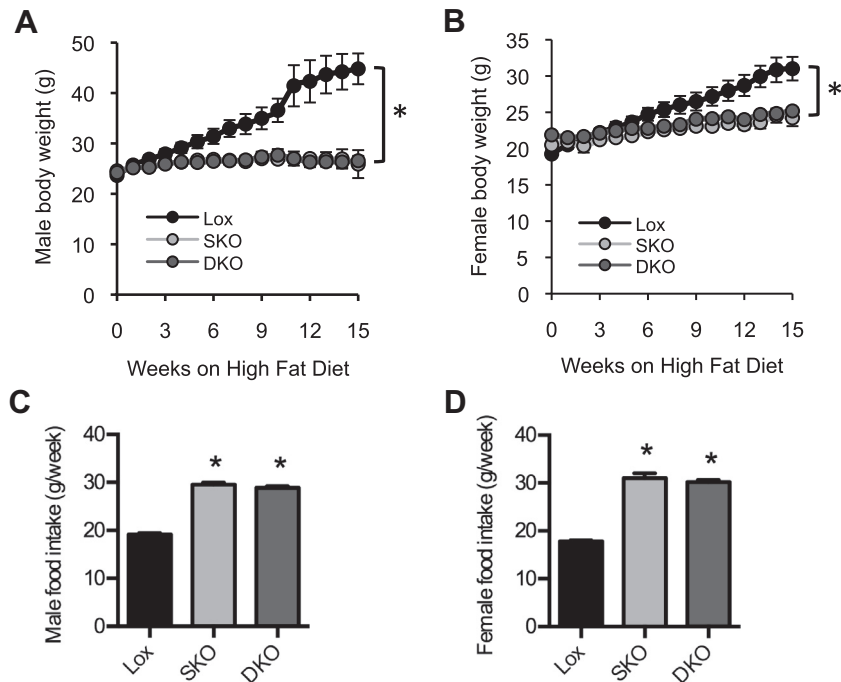 A
Male body weight (g)
50
40
30
20
10
0
*
Lox
SKO
DKO
0 3 6 9 12 15
Weeks on High Fat Diet
B
Female body weight (g)
35
30
25
20
15
10
5
0
*
Lox
SKO
DKO
0 3 6 9 12 15
Weeks on High Fat Diet
C
Male food intake (g/week)
40
30
20
10
0
* *
Lox SKO DKO
D
Female food intake (g/week)
40
30
20
10
0
* *
Lox SKO DKO